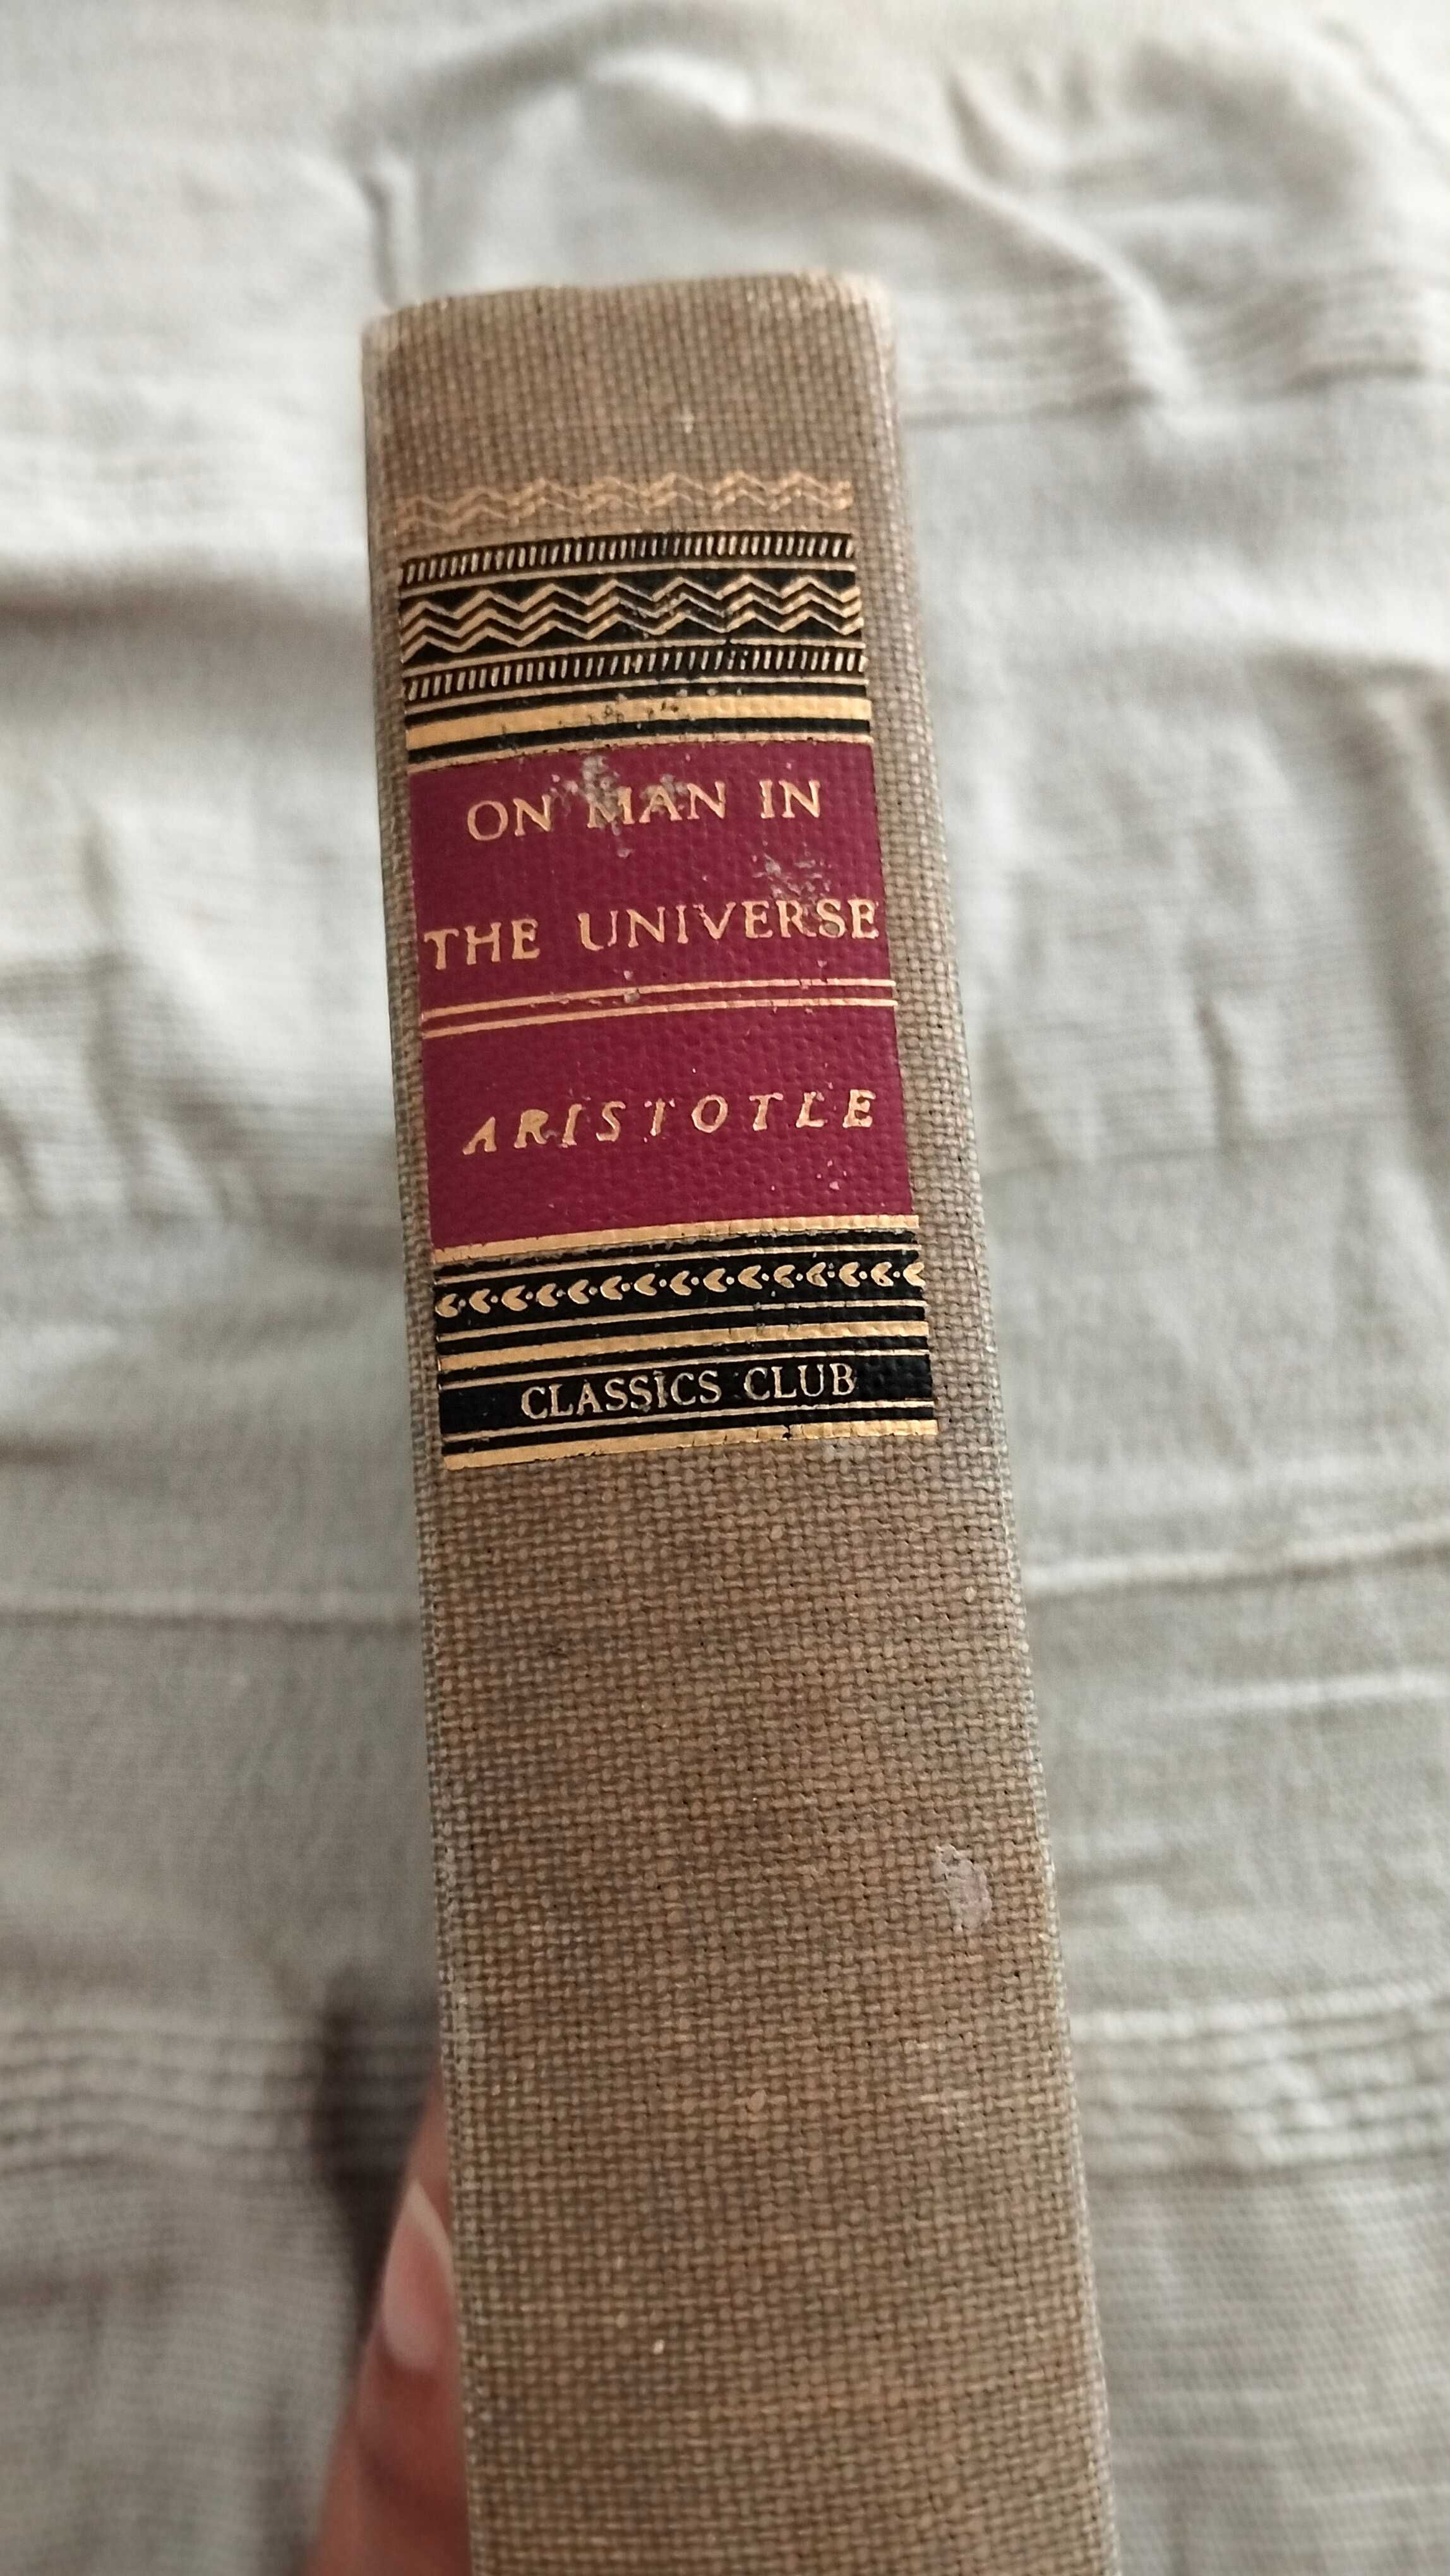 ON MAN IN
THE UNIVERSE
ARISTOTLE
CLASSICS CLUB